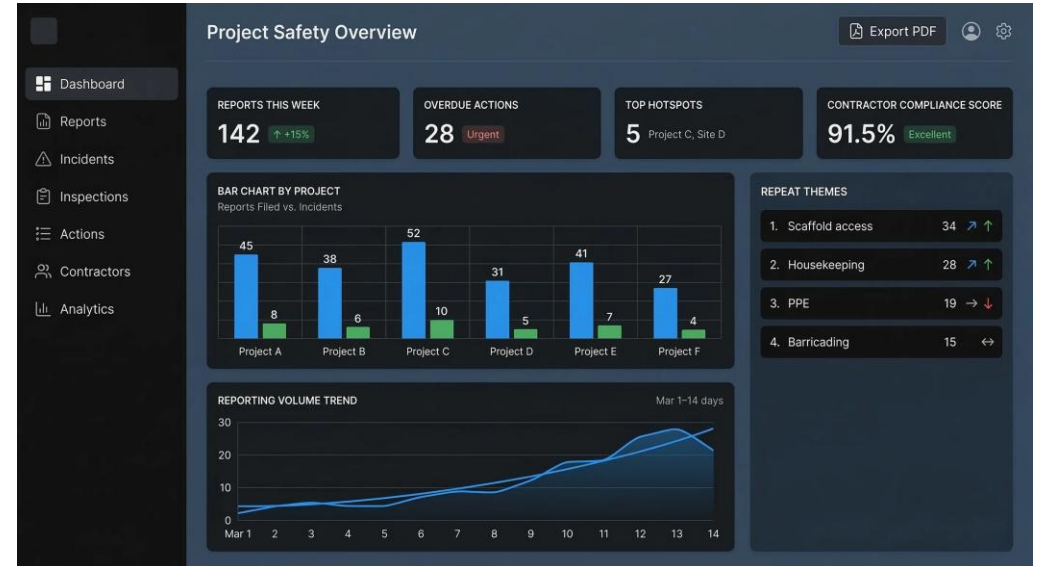 Project Safety Overview
Export PDF
Dashboard
Reports
Incidents
Inspections
Actions
Contractors
Analytics
REPORTS THIS WEEK
142 ↑ +15%
OVERDUE ACTIONS
28 Urgent
TOP HOTSPOTS
5 Project C, Site D
CONTRACTOR COMPLIANCE SCORE
91.5% Excellent
BAR CHART BY PROJECT
Reports Filed vs. Incidents
45 8 38 6 52 10 31 5 41 7 27 4
Project A Project B Project C Project D Project E Project F
REPORTING VOLUME TREND
Mar 1–14 days
30
20
10
0
Mar 1 2 3 4 5 6 7 8 9 10 11 12 13 14
REPEAT THEMES
1. Scaffold access 34 ↗ ↑
2. Housekeeping 28 ↗ ↑
3. PPE 19 → ↓
4. Barricading 15 ↔